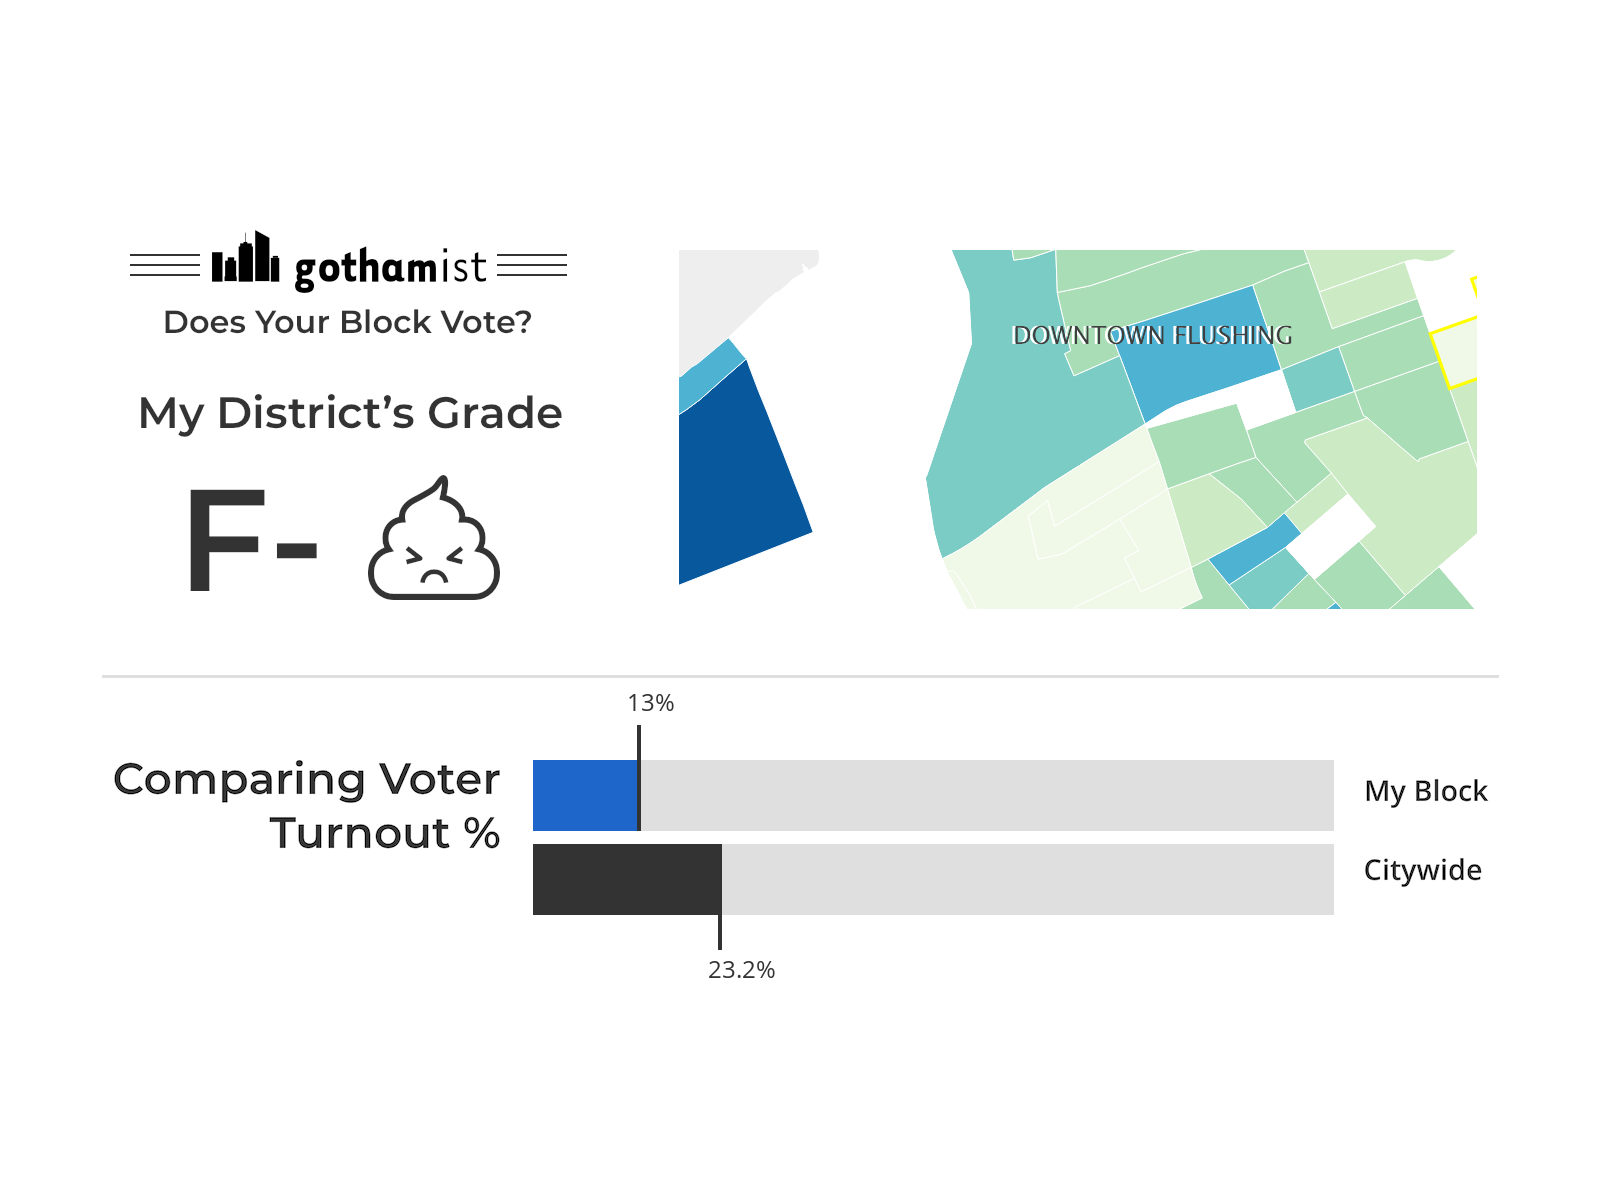 gothamist
Does Your Block Vote?
My District’s Grade
F-
DOWNTOWN FLUSHING
13%
Comparing Voter
Turnout %
My Block
Citywide
23.2%